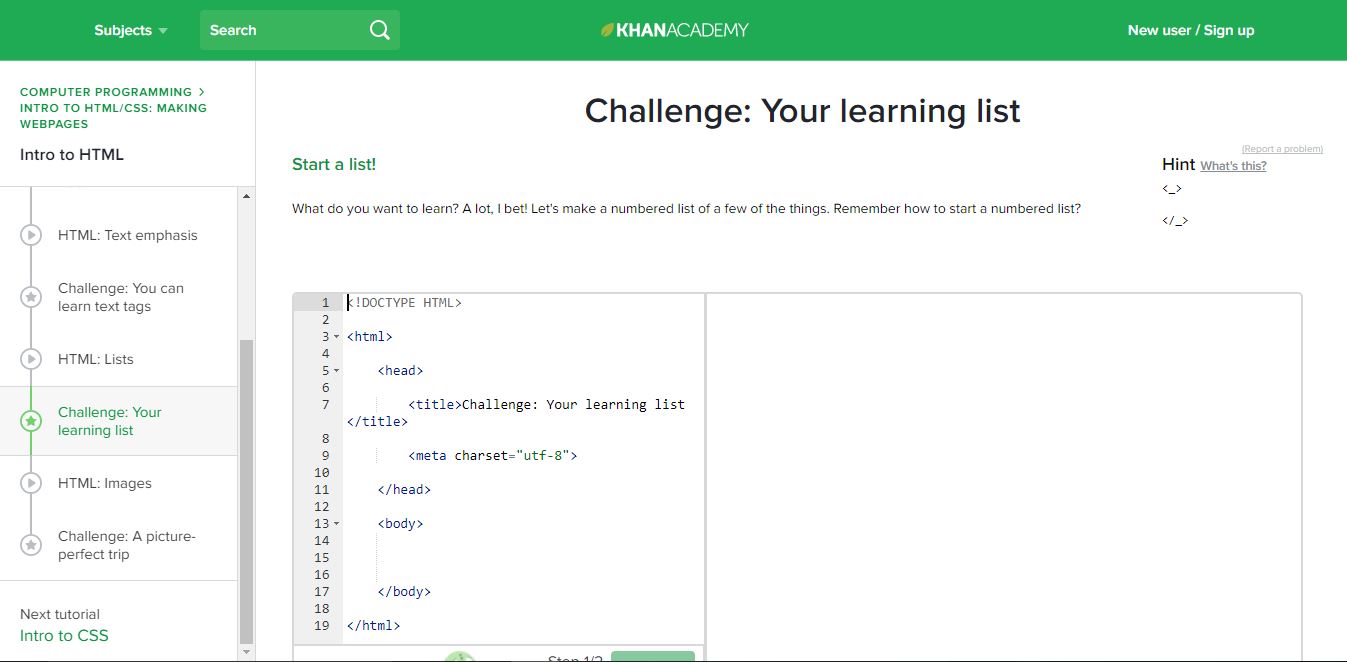 Subjects
Search
KHANACADEMY
New user / Sign up
COMPUTER PROGRAMMING >
INTRO TO HTML/CSS: MAKING
WEBPAGES
Intro to HTML
HTML: Text emphasis
Challenge: You can
learn text tags
HTML: Lists
Challenge: Your
learning list
HTML: Images
Challenge: A picture-
perfect trip
Next tutorial
Intro to CSS
Challenge: Your learning list
(Report a problem)
Start a list!
What do you want to learn? A lot, I bet! Let's make a numbered list of a few of the things. Remember how to start a numbered list?
Hint What's this?
<_>
</_>
1 <!DOCTYPE HTML>
2
3 <html>
4
5 <head>
6
7 <title>Challenge: Your learning list
</title>
8
9 <meta charset="utf-8">
10
11 </head>
12
13 <body>
14
15
16
17 </body>
18
19 </html>
Step 1/2